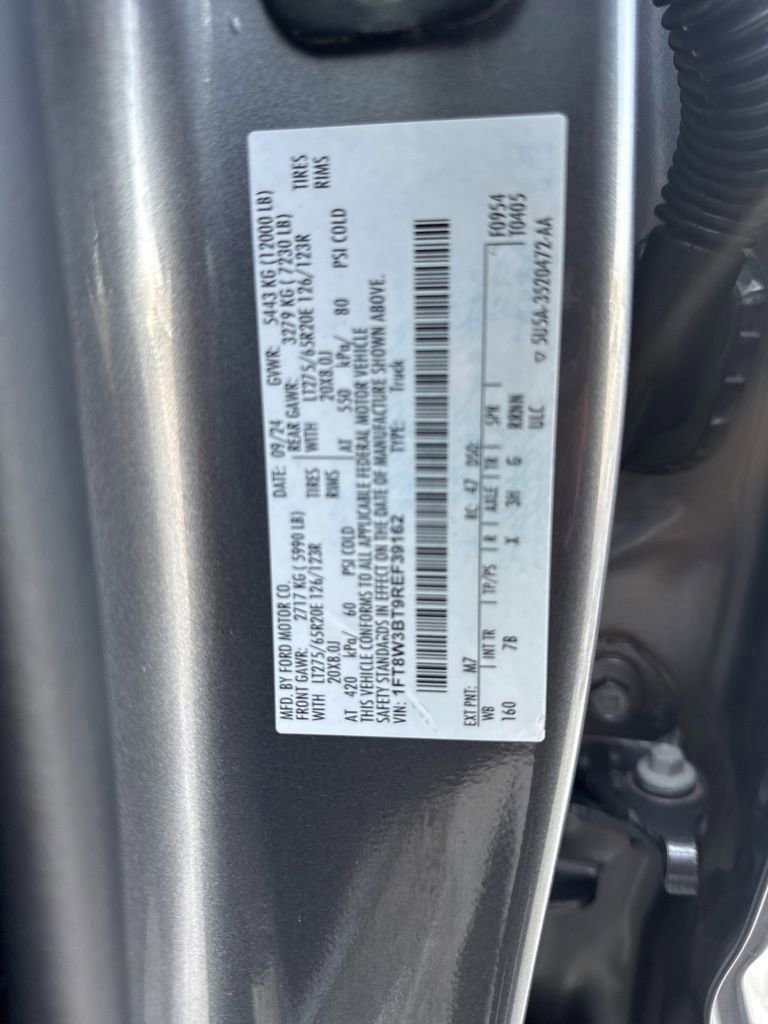 MFD. BY FORD MOTOR CO.
DATE: 09/24 GVWR: 5443 KG (12000 LB)
FRONT GAWR: 2717 KG ( 5990 LB) REAR GAWR: 3279 KG ( 7230 LB)
WITH LT275/65R20E 126/123R TIRES WITH LT275/65R20E 126/123R TIRES
20X8.0J RIMS 20X8.0J RIMS
AT 420 kPa/ 60 PSI COLD AT 550 kPa/ 80 PSI COLD
THIS VEHICLE CONFORMS TO ALL APPLICABLE FEDERAL MOTOR VEHICLE
SAFETY STANDARDS IN EFFECT ON THE DATE OF MANUFACTURE SHOWN ABOVE.
VIN: 1FT8W3BT9REF39162 TYPE: Truck
F0954
T0405
EXT PNT: M7 RC: 47 DSO:
WB INT TR TP/PS R AXLE TR SPR
160 7B X 3H G RXNN
ULC
▽ 5U5A-3520472-AA